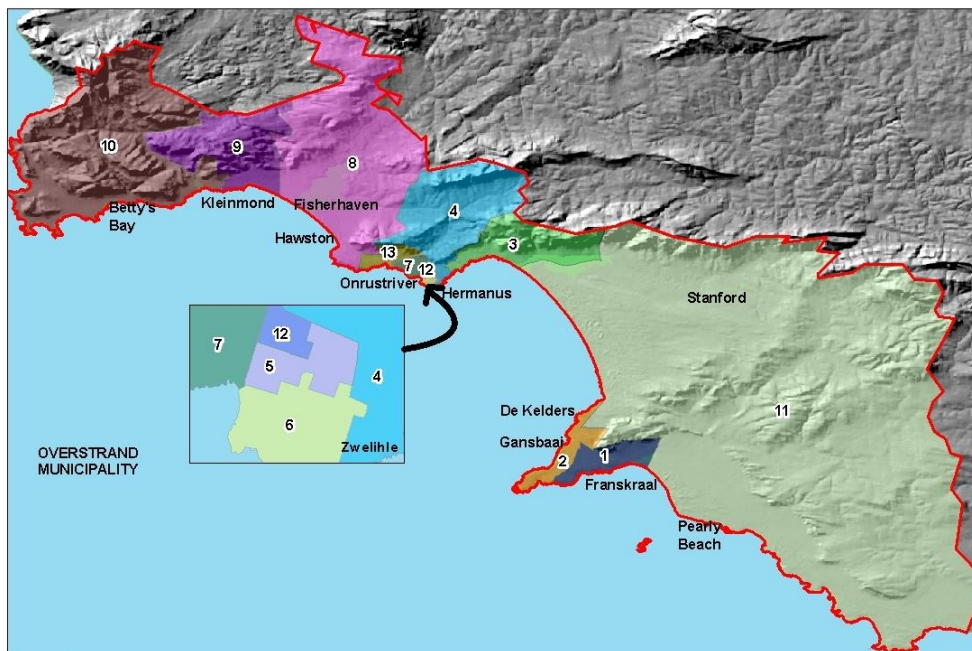 10
9
8
Betty's
Bay
Kleinmond
Fisherhaven
4
Hawston
13
3
7
12
Onrustriver
Hermanus
Stanford
7
12
5
4
6
Zwelihle
De Kelders
11
Gansbaai
1
2
OVERSTRAND
MUNICIPALITY
Franskraal
Pearly
Beach